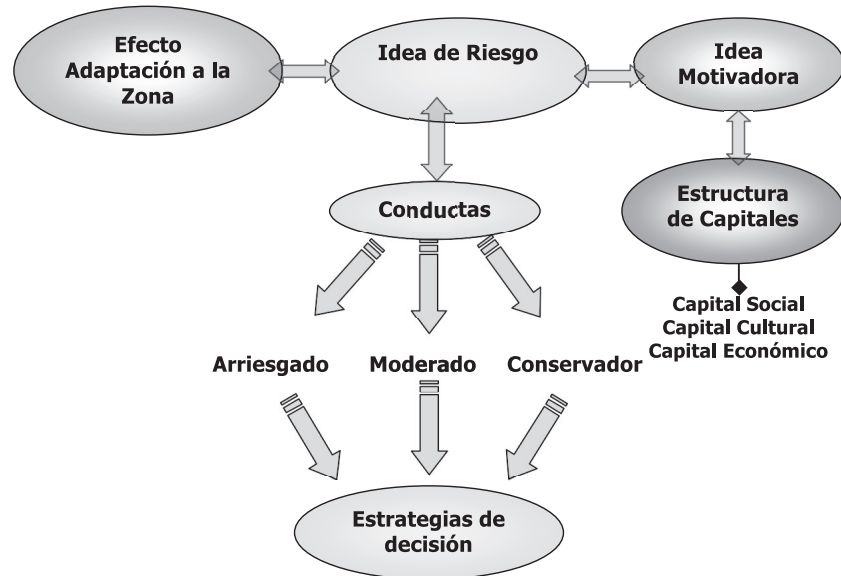 Efecto
Adaptación a la
Zona
Idea de Riesgo
Idea
Motivadora
Conductas
Estructura
de Capitales
Capital Social
Capital Cultural
Capital Económico
Arriesgado
Moderado
Conservador
Estrategias de
decisión